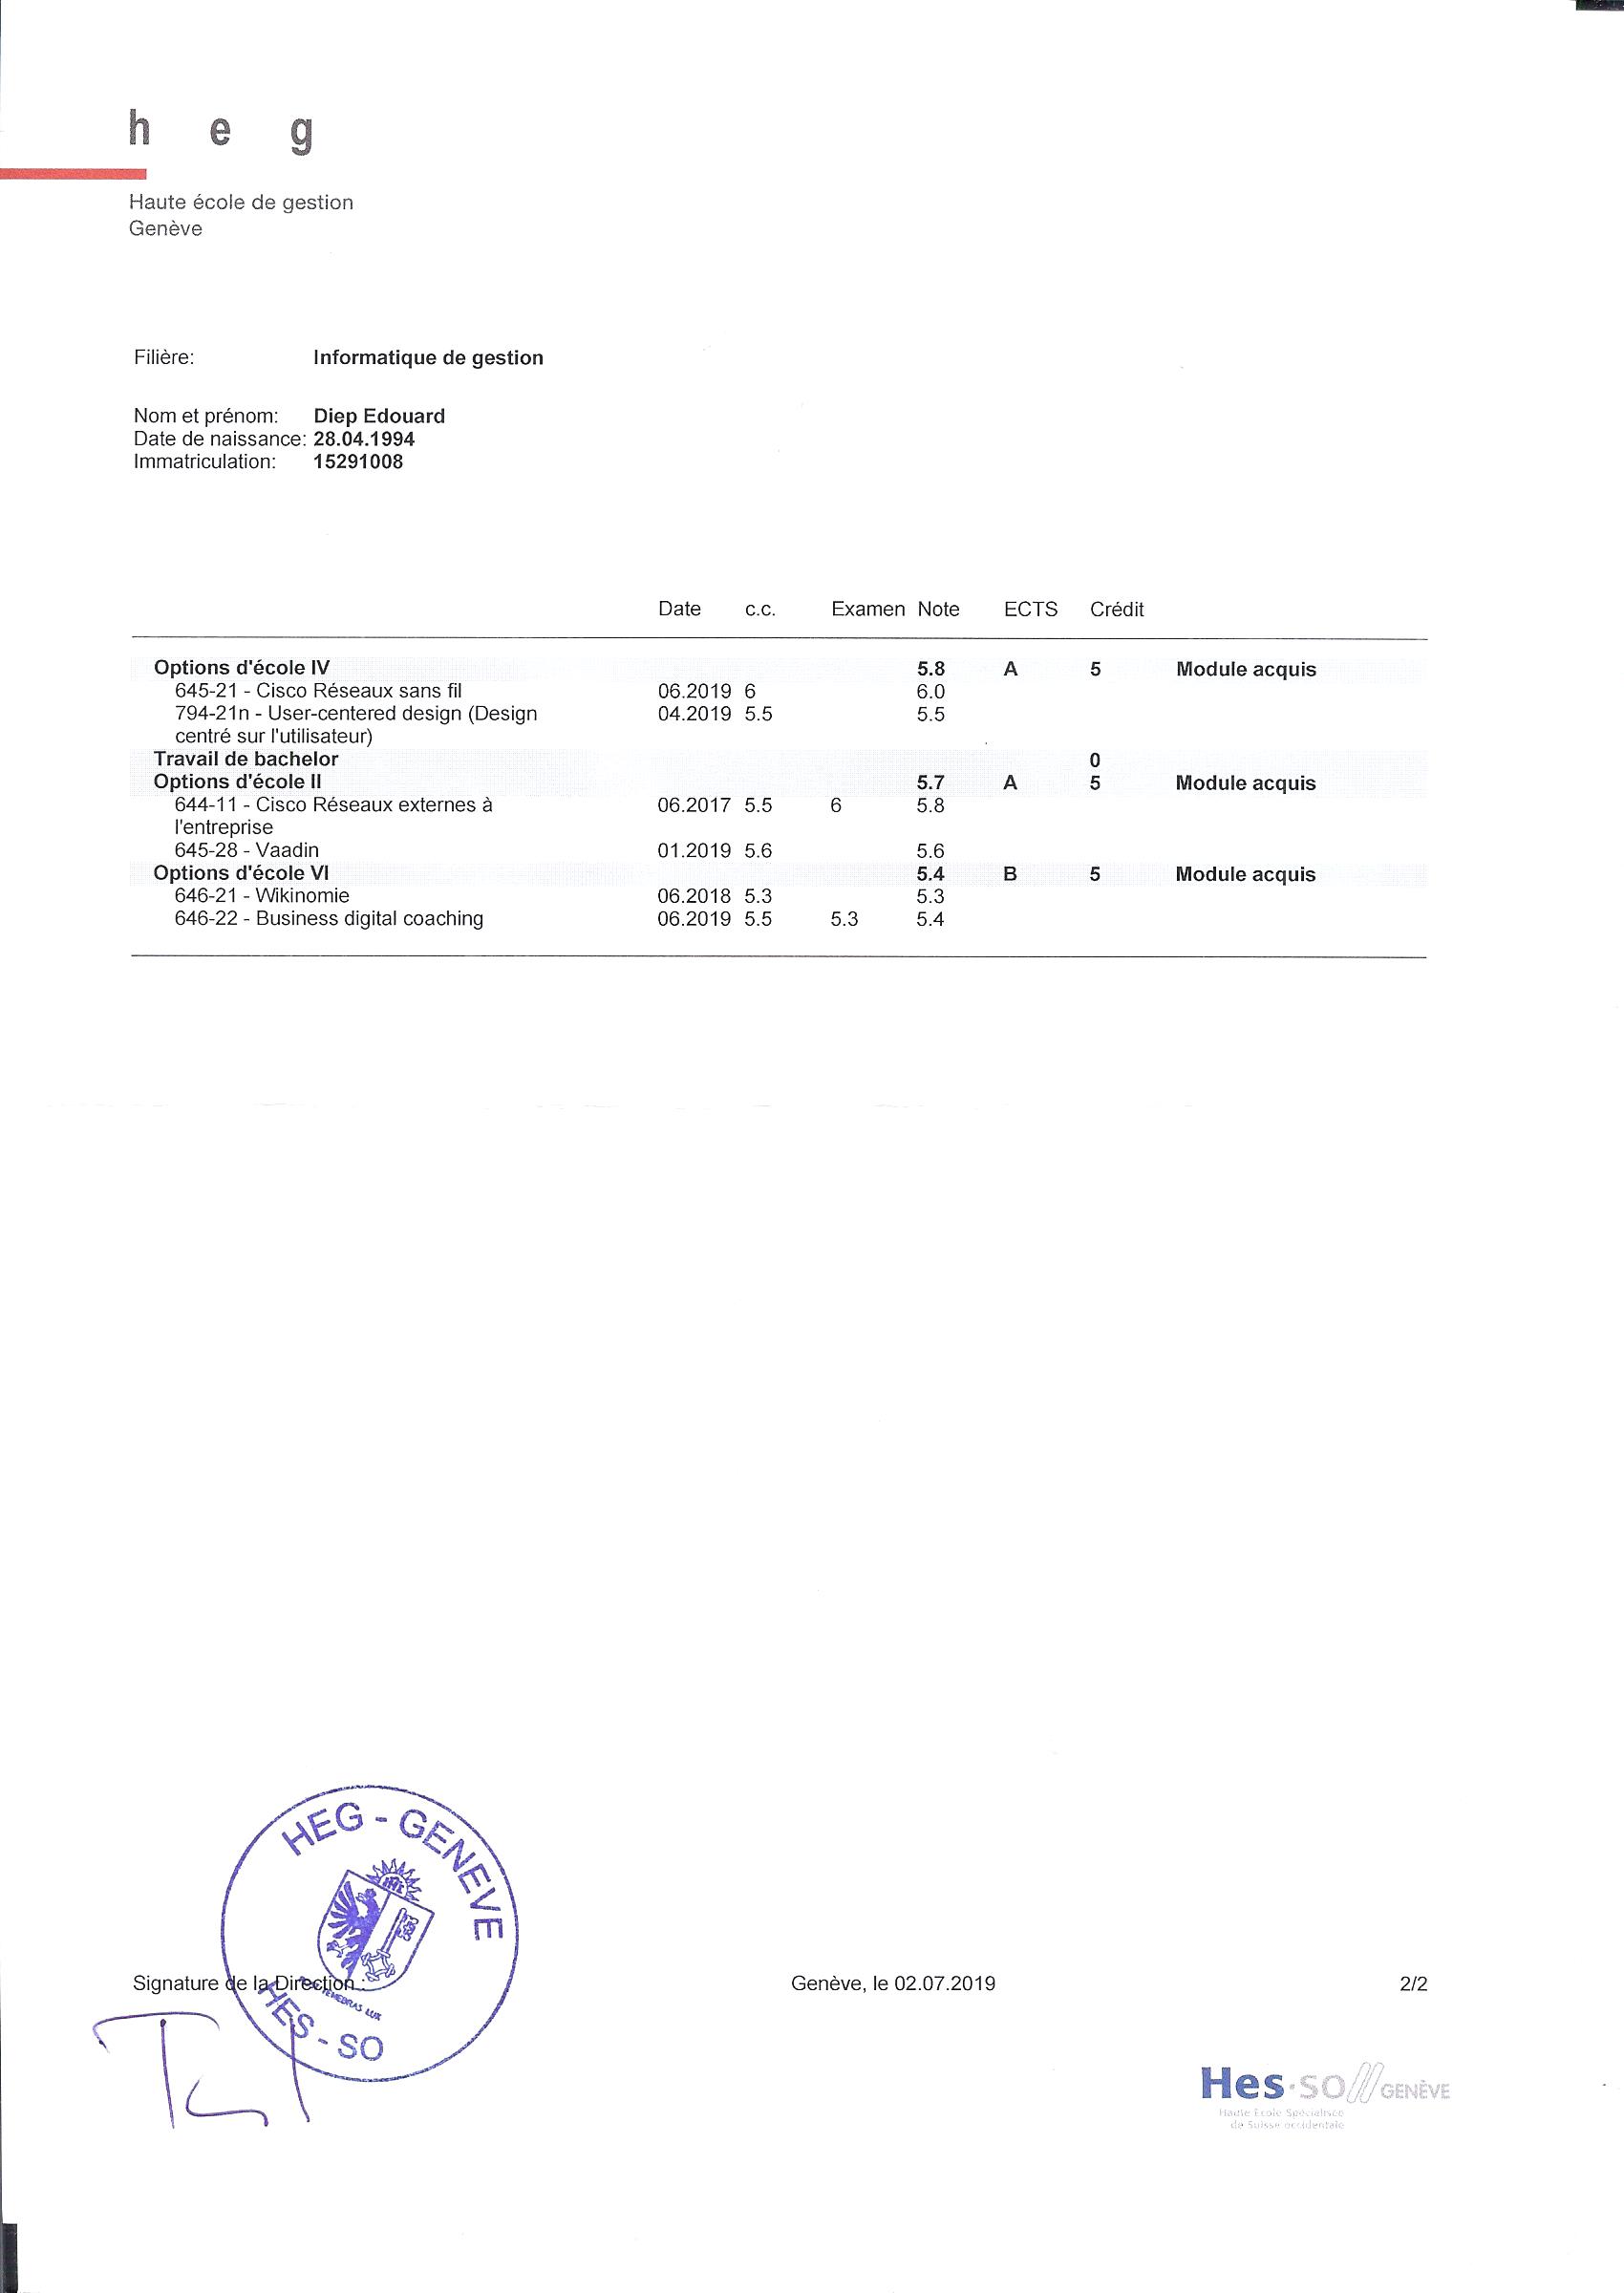 h e g
Haute école de gestion
Genève
Filière: Informatique de gestion
Nom et prénom: Diep Edouard
Date de naissance: 28.04.1994
Immatriculation: 15291008
Date c.c. Examen Note ECTS Crédit
Options d'école IV 5.8 A 5 Module acquis
645-21 - Cisco Réseaux sans fil 06.2019 6 6.0
794-21n - User-centered design (Design 04.2019 5.5 5.5
centré sur l'utilisateur)
Travail de bachelor 0
Options d'école II 5.7 A 5 Module acquis
644-11 - Cisco Réseaux externes à 06.2017 5.5 6 5.8
l'entreprise
645-28 - Vaadin 01.2019 5.6 5.6
Options d'école VI 5.4 B 5 Module acquis
646-21 - Wikinomie 06.2018 5.3 5.3
646-22 - Business digital coaching 06.2019 5.5 5.3 5.4
HEG - GENEVE
TENEBRAS LUX
HES - SO
Signature de la Direction : Genève, le 02.07.2019 2/2
Hes·so GENÈVE
Haute Ecole Spécialisée
de Suisse occidentale